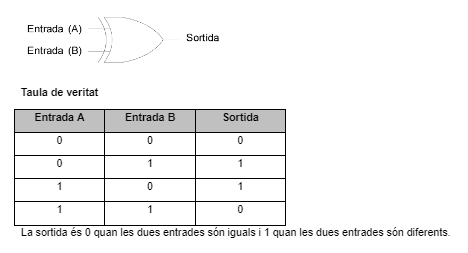 Entrada (A)
Entrada (B)
Sortida
Taula de veritat
Entrada A Entrada B Sortida
0 0 0
0 1 1
1 0 1
1 1 0
La sortida és 0 quan les dues entrades són iguals i 1 quan les dues entrades són diferents.